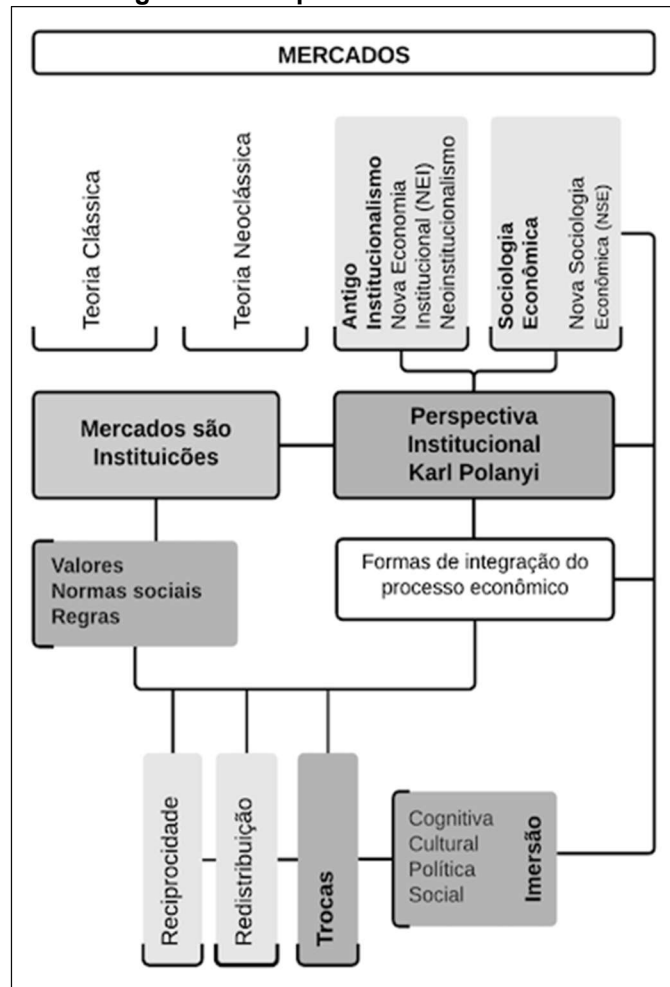 MERCADOS
Teoria Clássica
Teoria Neoclássica
Antigo
Institucionalismo
Nova Economia
Institucional (NEI)
Neoinstitucionalismo
Sociologia
Econômica
Nova Sociologia
Econômica (NSE)
Mercados são
Instituicões
Perspectiva
Institucional
Karl Polanyi
Valores
Normas sociais
Regras
Formas de integração do
processo econômico
Reciprocidade
Redistribuição
Trocas
Cognitiva
Cultural
Política
Social
Imersão